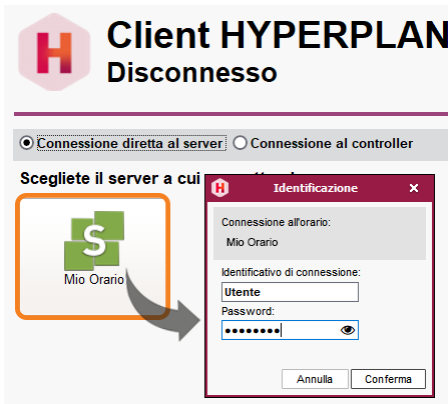 H
Client HYPERPLAN
Disconnesso
Connessione diretta al server
Connessione al controller
Scegliete il server a cui
H
Identificazione
Connessione all'orario:
Mio Orario
Identificativo di connessione:
Utente
Password:
••••••••
Annulla
Conferma
S
Mio Orario